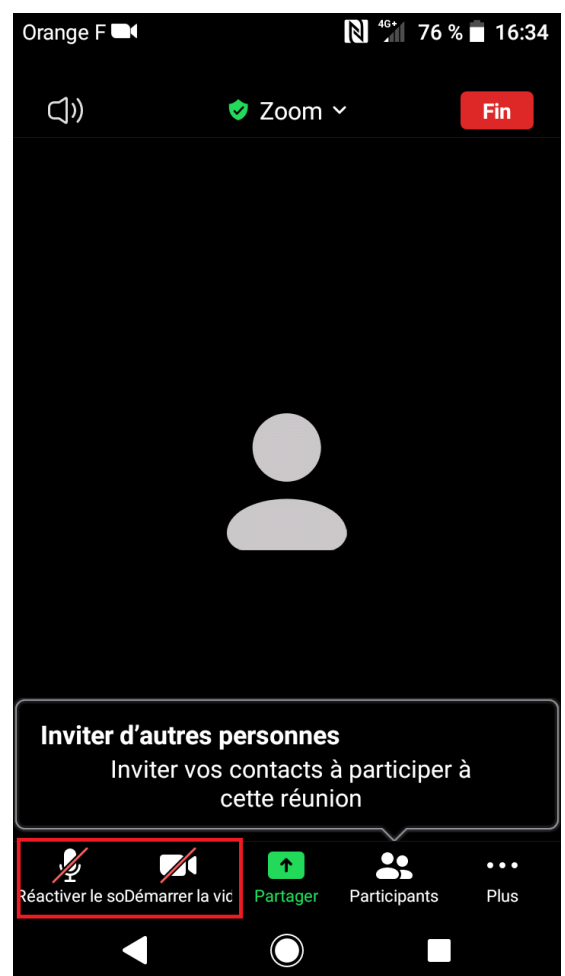 Orange F 4G+ 76 % 16:34
Zoom Fin
Inviter d’autres personnes
Inviter vos contacts à participer à
cette réunion
Réactiver le so Démarrer la vid Partager Participants Plus